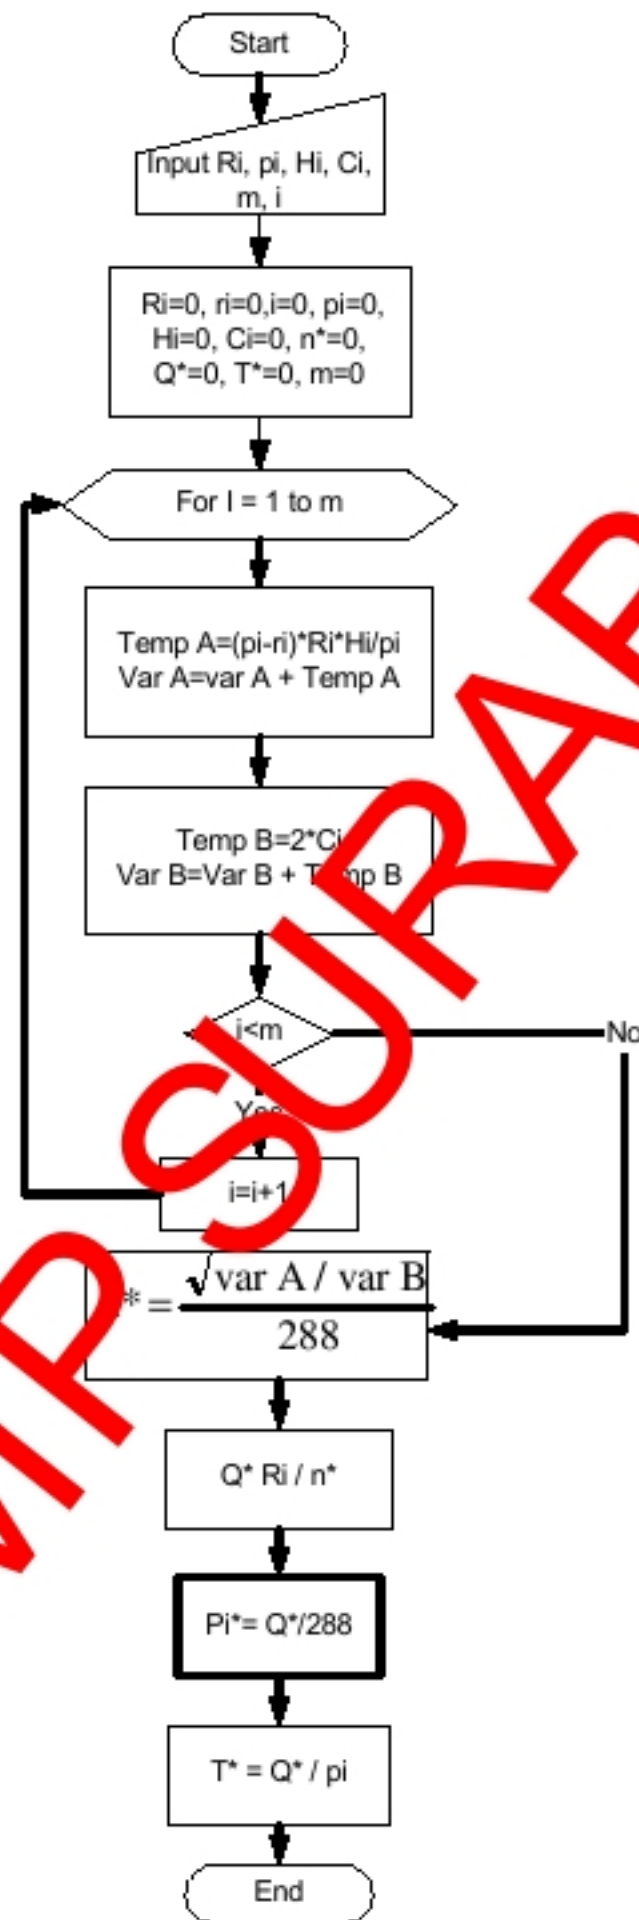 Start
Input Ri, pi, Hi, Ci,
m, i
Ri=0, ri=0,i=0, pi=0,
Hi=0, Ci=0, n*=0,
Q*=0, T*=0, m=0
For I = 1 to m
Temp A=(pi-ri)*Ri*Hi/pi
Var A=var A + Temp A
Temp B=2*Ci
Var B=Var B + Temp B
i<m
No
Yes
i=i+1
* = √var A / var B
288
Q* Ri / n*
Pi*= Q*/288
T* = Q* / pi
End
MP SURAB